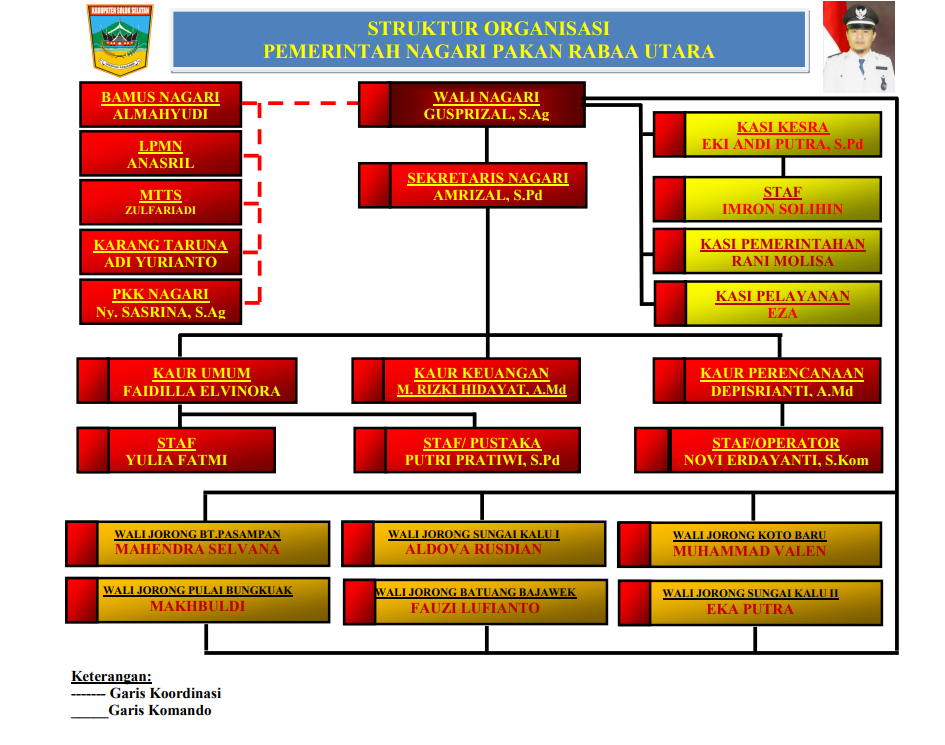 KABUPATEN SOLOK SELATAN
STRUKTUR ORGANISASI
PEMERINTAH NAGARI PAKAN RABAA UTARA
BAMUS NAGARI
ALMAHYUDI
LPMN
ANASRIL
MTTS
ZULFARIADI
KARANG TARUNA
ADI YURIANTO
PKK NAGARI
Ny. SASRINA, S.Ag
WALI NAGARI
GUSPRIZAL, S.Ag
SEKRETARIS NAGARI
AMRIZAL, S.Pd
KASI KESRA
EKI ANDI PUTRA, S.Pd
STAF
IMRON SOLIHIN
KASI PEMERINTAHAN
RANI MOLISA
KASI PELAYANAN
EZA
KAUR UMUM
FAIDILLA ELVINORA
KAUR KEUANGAN
M. RIZKI HIDAYAT, A.Md
KAUR PERENCANAAN
DEPISRIANTI, A.Md
STAF
YULIA FATMI
STAF/ PUSTAKA
PUTRI PRATIWI, S.Pd
STAF/OPERATOR
NOVI ERDAYANTI, S.Kom
WALI JORONG BT.PASAMPAN
MAHENDRA SELVANA
WALI JORONG SUNGAI KALU I
ALDOVA RUSDIAN
WALI JORONG KOTO BARU
MUHAMMAD VALEN
WALI JORONG PULAI BUNGKUAK
MAKHBULDI
WALI JORONG BATUANG BAJAWEK
FAUZI LUFIANTO
WALI JORONG SUNGAI KALU II
EKA PUTRA
Keterangan:
------- Garis Koordinasi
_____Garis Komando